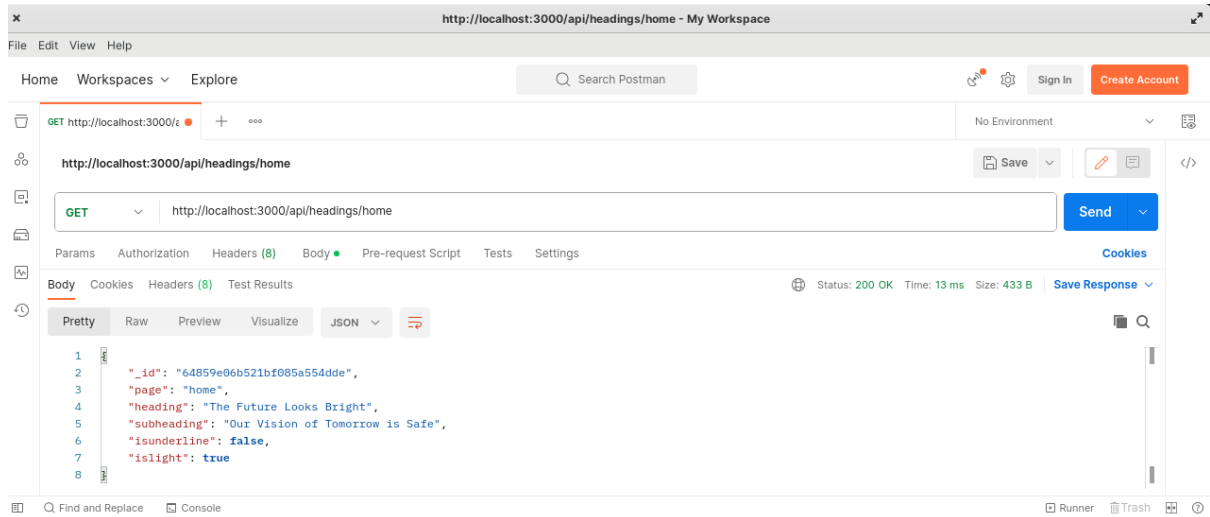 http://localhost:3000/api/headings/home - My Workspace
File Edit View Help
Home Workspaces Explore Search Postman Sign In Create Account
GET http://localhost:3000/a No Environment
http://localhost:3000/api/headings/home Save
GET http://localhost:3000/api/headings/home Send
Params Authorization Headers (8) Body Pre-request Script Tests Settings Cookies
Body Cookies Headers (8) Test Results Status: 200 OK Time: 13 ms Size: 433 B Save Response
Pretty Raw Preview Visualize JSON
1 {
2 "_id": "64859e06b521bf085a554dde",
3 "page": "home",
4 "heading": "The Future Looks Bright",
5 "subheading": "Our Vision of Tomorrow is Safe",
6 "isunderline": false,
7 "islight": true
8 }
Find and Replace Console Runner Trash